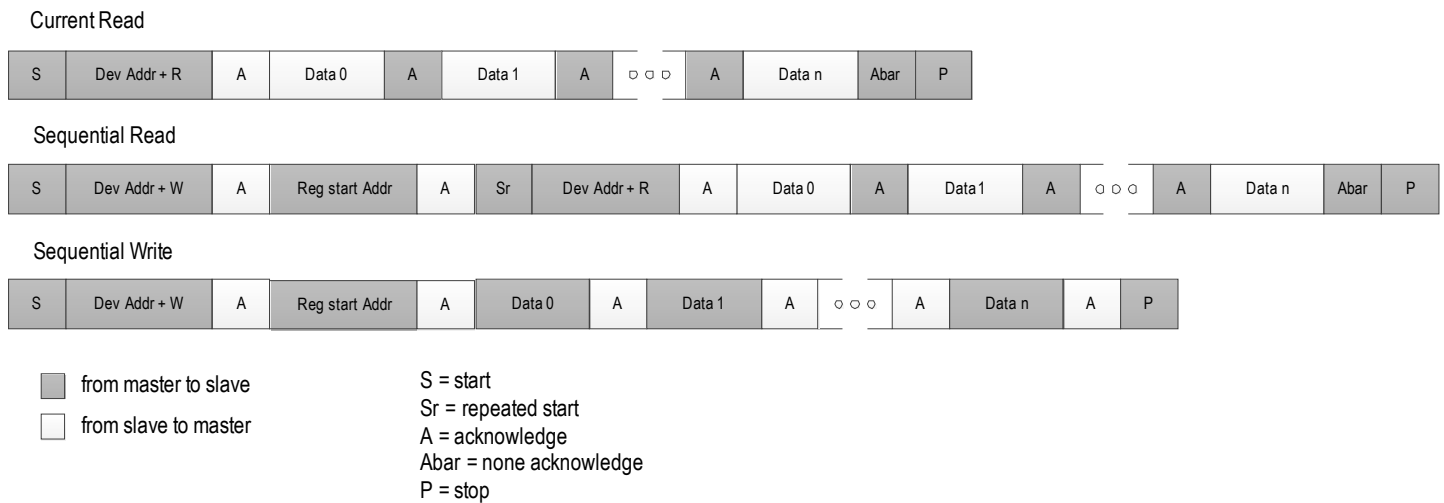 Current Read
S Dev Addr + R A Data 0 A Data 1 A A Data n Abar P
Sequential Read
S Dev Addr + W A Reg start Addr A Sr Dev Addr + R A Data 0 A Data1 A A Data n Abar P
Sequential Write
S Dev Addr + W A Reg start Addr A Data 0 A Data 1 A A Data n A P
from master to slave
from slave to master
S = start
Sr = repeated start
A = acknowledge
Abar = none acknowledge
P = stop